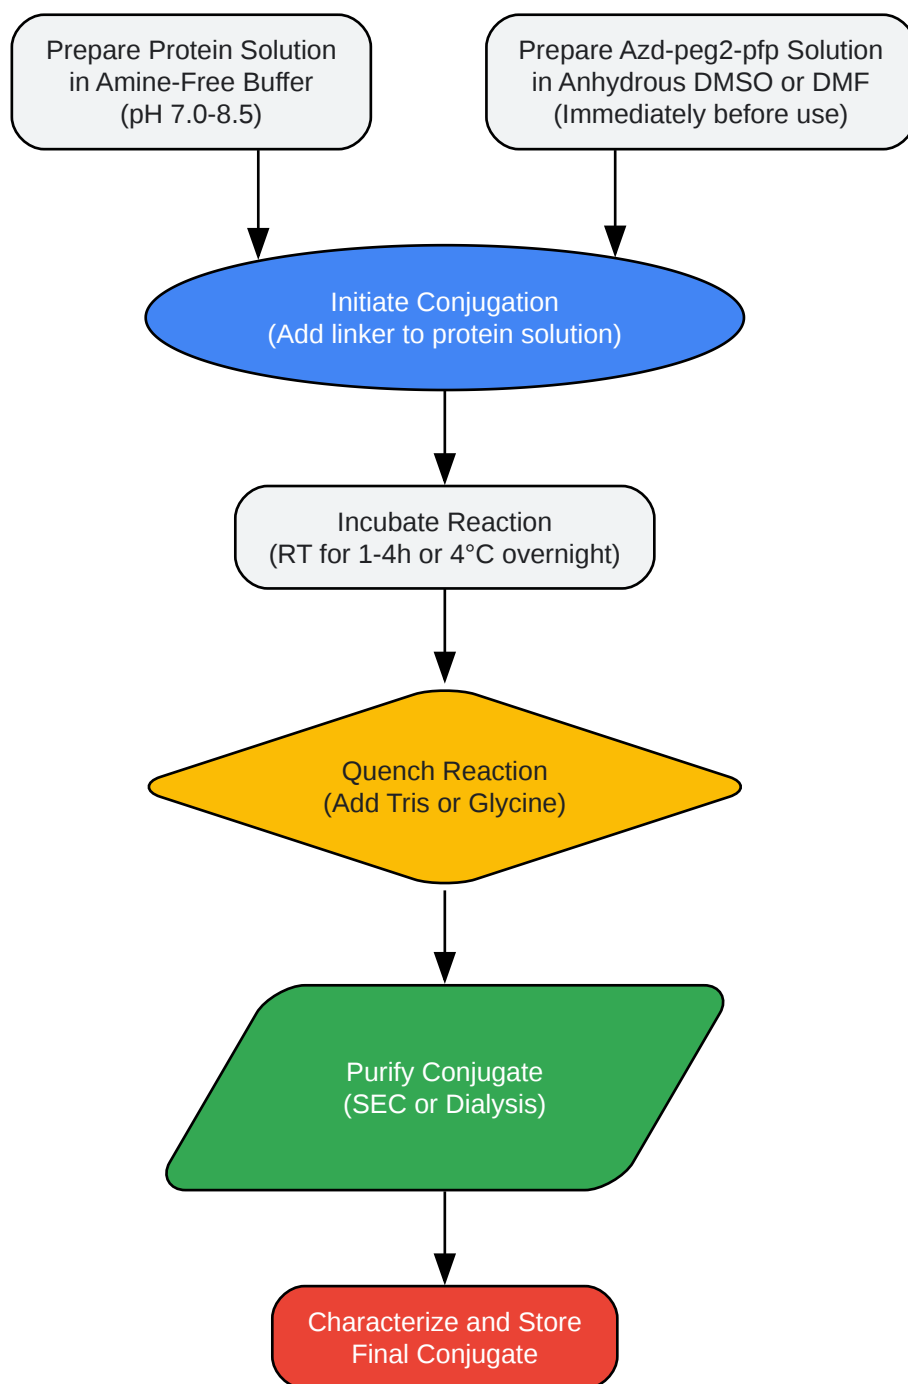 Prepare Protein Solution
in Amine-Free Buffer
(pH 7.0-8.5)
Prepare Azd-peg2-pfp Solution
in Anhydrous DMSO or DMF
(Immediately before use)
Initiate Conjugation
(Add linker to protein solution)
Incubate Reaction
(RT for 1-4h or 4°C overnight)
Quench Reaction
(Add Tris or Glycine)
Purify Conjugate
(SEC or Dialysis)
Characterize and Store
Final Conjugate